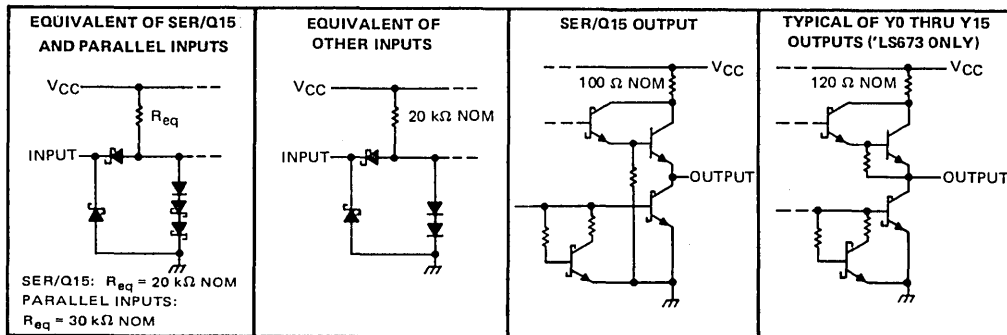 EQUIVALENT OF SER/Q15
AND PARALLEL INPUTS
VCC
Req
INPUT
SER/Q15: Req = 20 kΩ NOM
PARALLEL INPUTS:
Req = 30 kΩ NOM
EQUIVALENT OF
OTHER INPUTS
VCC
20 kΩ NOM
INPUT
SER/Q15 OUTPUT
VCC
100 Ω NOM
OUTPUT
TYPICAL OF Y0 THRU Y15
OUTPUTS ('LS673 ONLY)
VCC
120 Ω NOM
OUTPUT